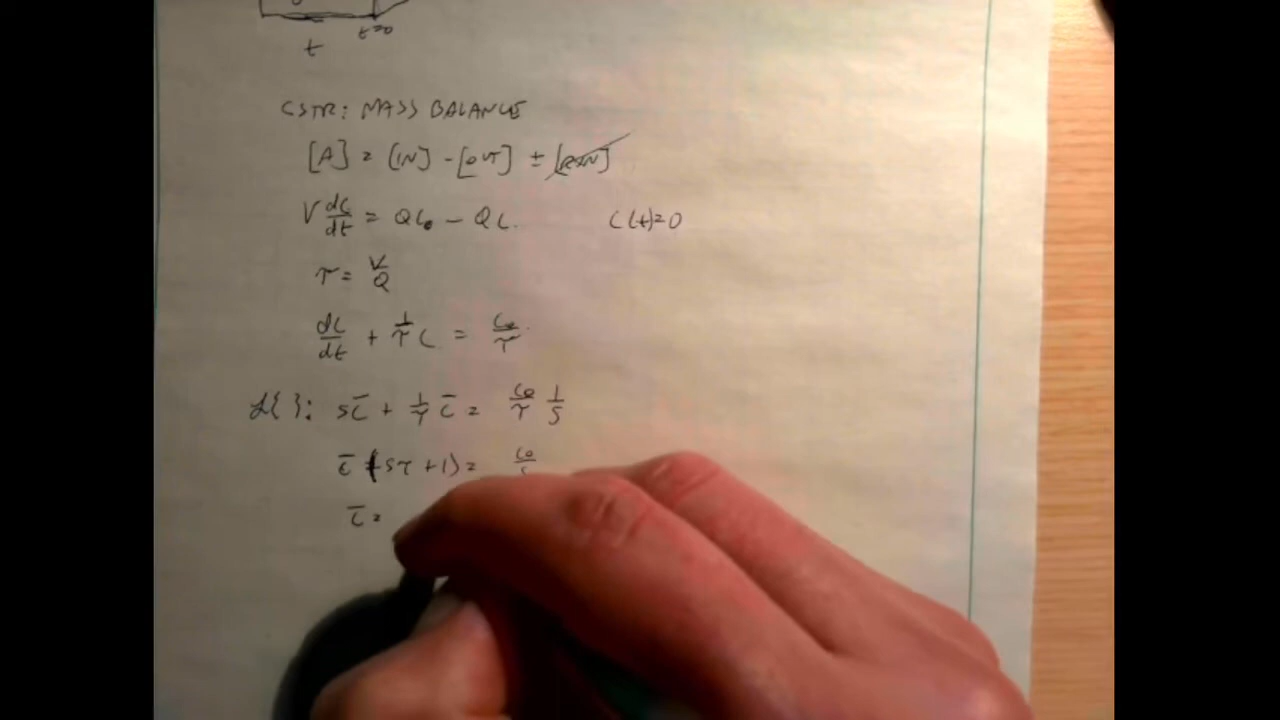 t t=0
CSTR: MASS BALANCE
[A] = [IN] - [OUT] ± [RXN]
V dC/dt = QC₀ - QC. C(t)=0
τ = V/Q
dC/dt + 1/τ C = C₀/τ
ℒ{ }: sC̄ + 1/τ C̄ = C₀/τ 1/S
C̄ (sτ + 1) = C₀/s
C̄ =